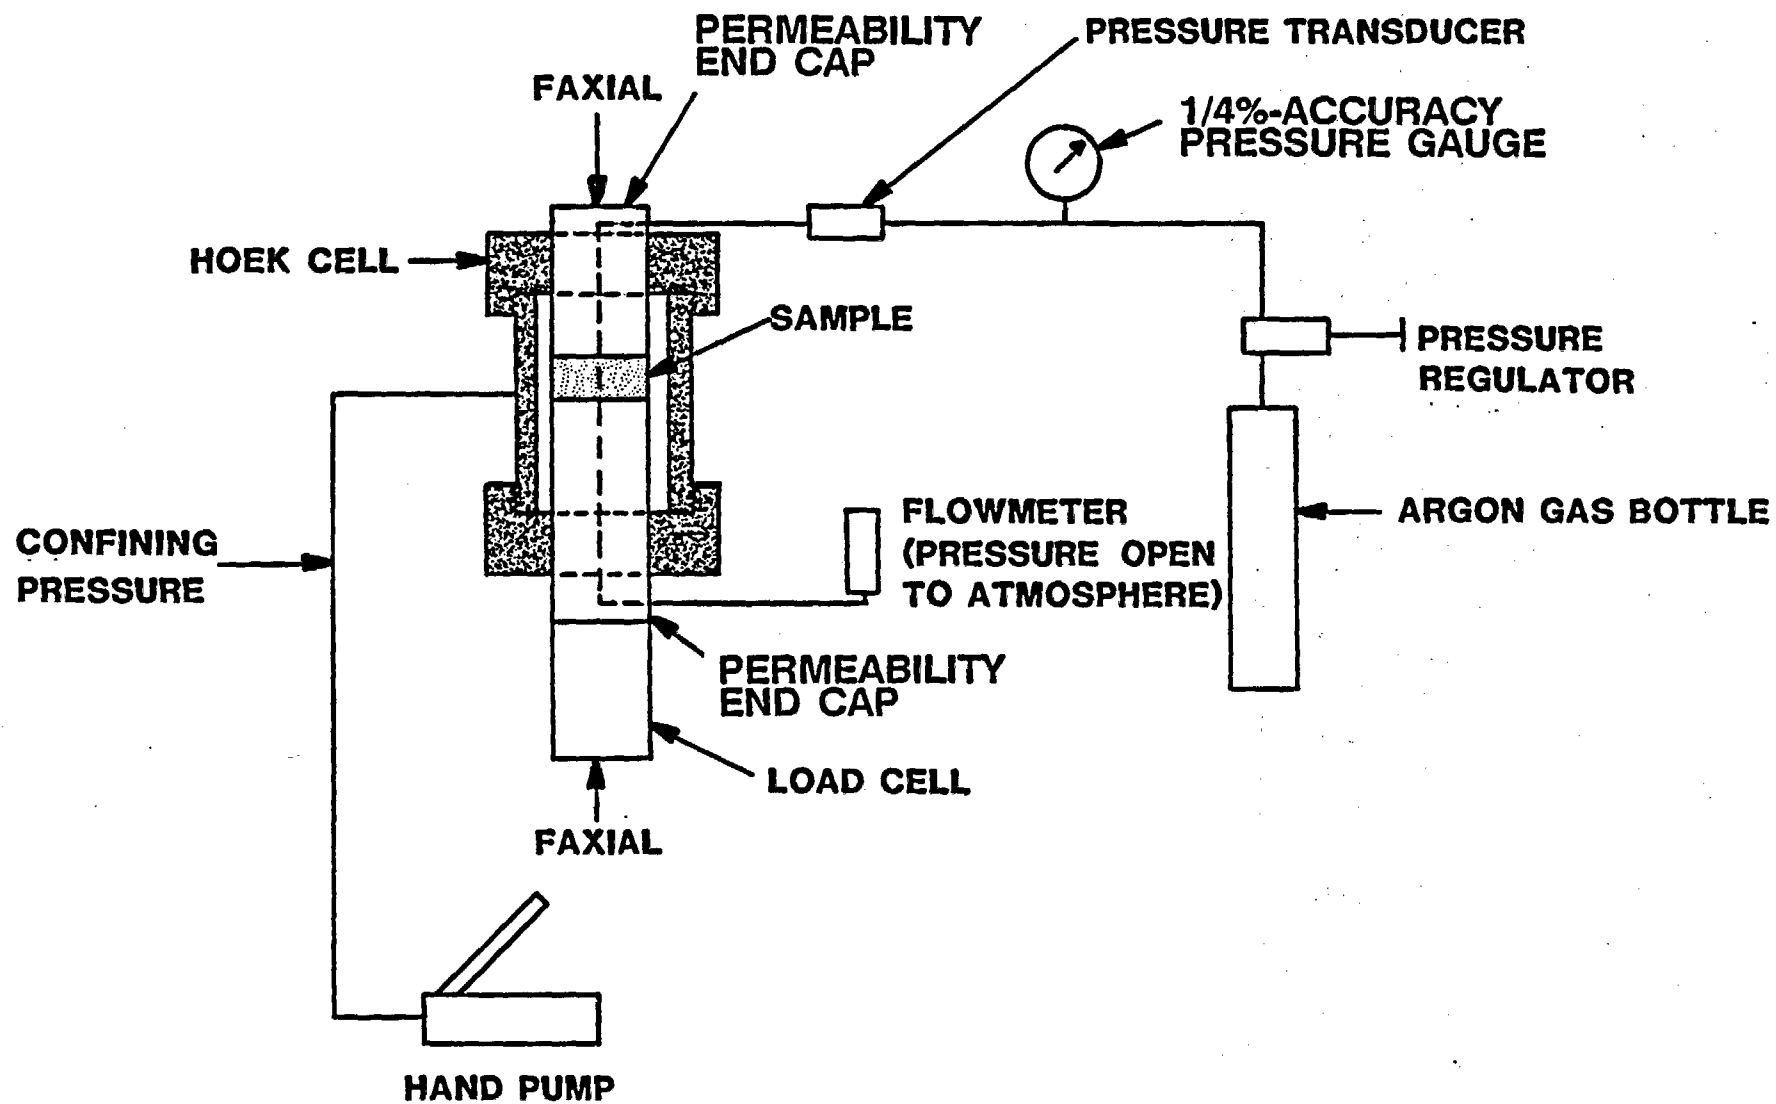 PERMEABILITY
END CAP
PRESSURE TRANSDUCER
FAXIAL
1/4%-ACCURACY
PRESSURE GAUGE
HOEK CELL
SAMPLE
PRESSURE
REGULATOR
FLOWMETER
(PRESSURE OPEN
TO ATMOSPHERE)
ARGON GAS BOTTLE
CONFINING
PRESSURE
PERMEABILITY
END CAP
LOAD CELL
FAXIAL
HAND PUMP